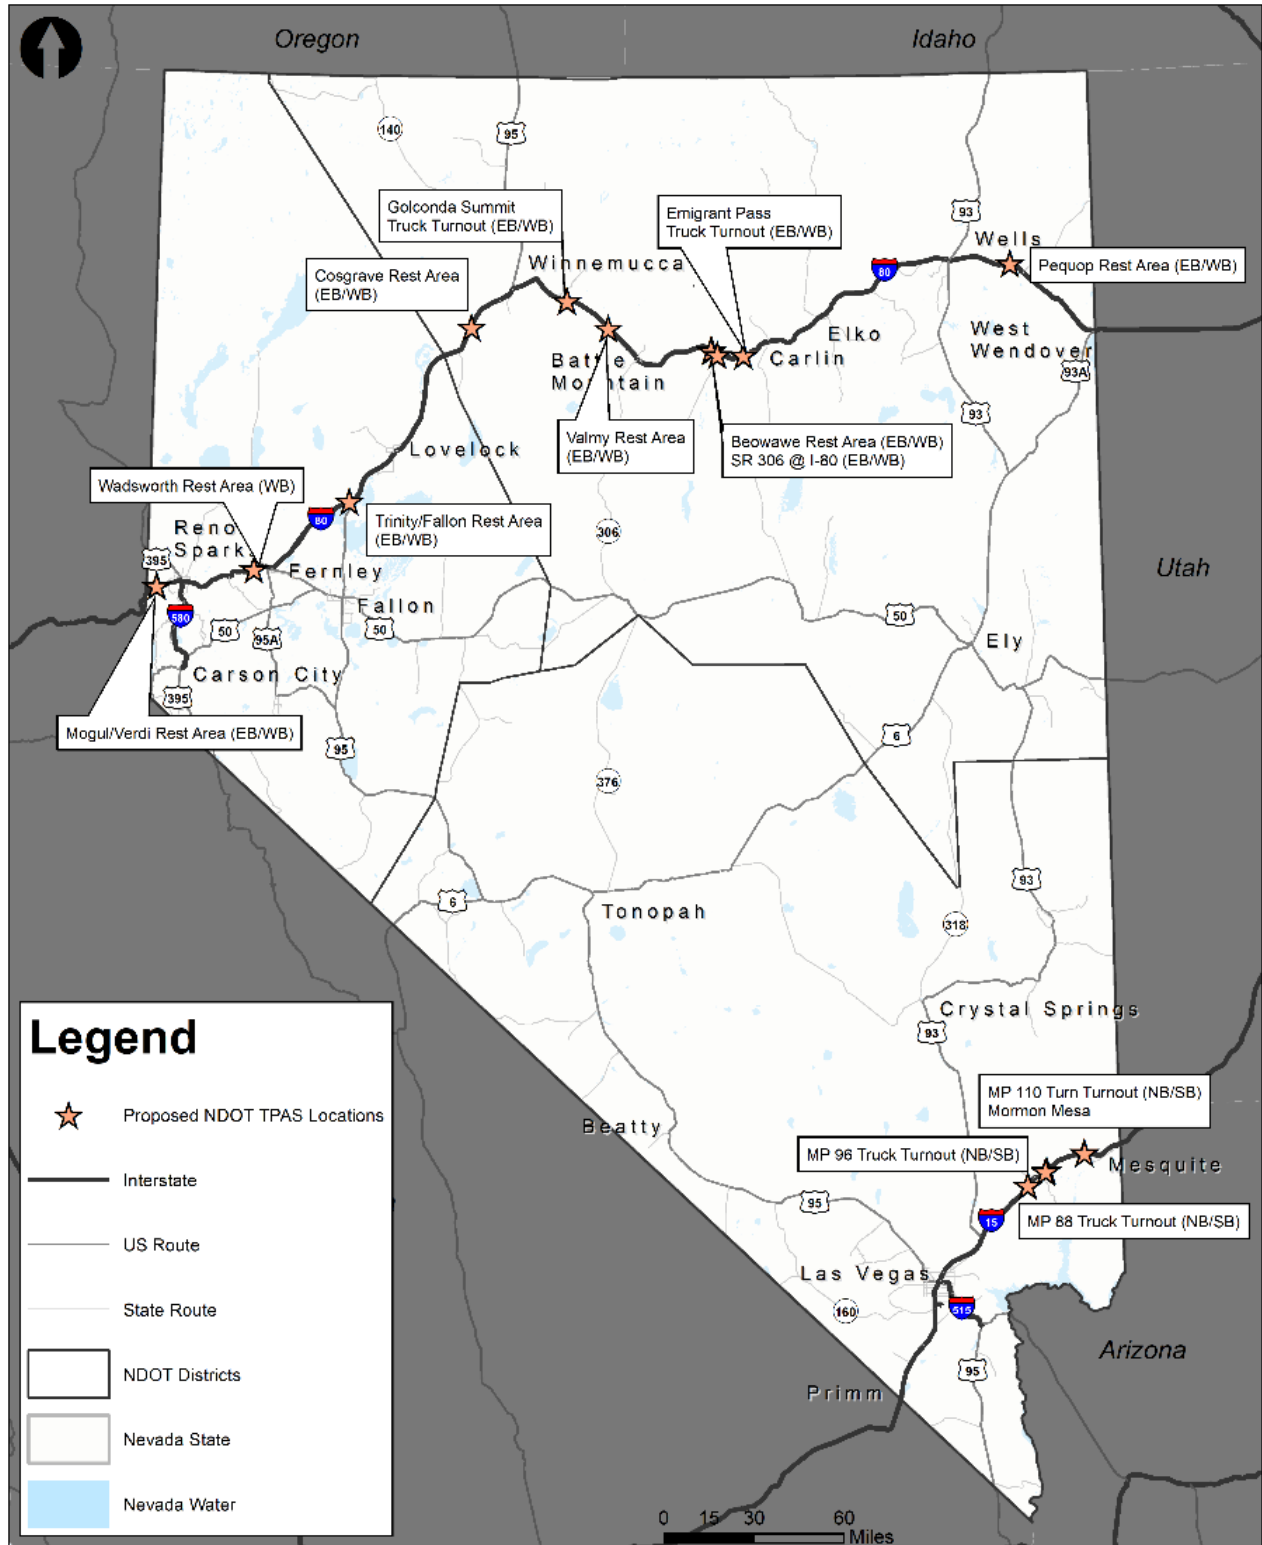 Oregon
Idaho
140
95
Golconda Summit
Truck Turnout (EB/WB)
Emigrant Pass
Truck Turnout (EB/WB)
93
Wells
Winnemucca
Cosgrave Rest Area
(EB/WB)
80
Pequop Rest Area (EB/WB)
Elko
West
Wendover
Battle
Mountain
Carlin
93A
93
Valmy Rest Area
(EB/WB)
Beowawe Rest Area (EB/WB)
SR 306 @ I-80 (EB/WB)
Lovelock
Wadsworth Rest Area (WB)
80
Trinity/Fallon Rest Area
(EB/WB)
306
Reno
Spark
395
Fernley
Utah
Fallon
580
50
95A
50
50
Ely
Carson City
395
Mogul/Verdi Rest Area (EB/WB)
95
6
376
93
6
Tonopah
318
Crystal Springs
93
Legend
Proposed NDOT TPAS Locations
Interstate
US Route
State Route
NDOT Districts
Nevada State
Nevada Water
MP 110 Turn Turnout (NB/SB)
Mormon Mesa
Beatty
MP 96 Truck Turnout (NB/SB)
Mesquite
95
15
MP 88 Truck Turnout (NB/SB)
Las Vegas
160
515
Arizona
95
Primm
0 15 30 60
Miles